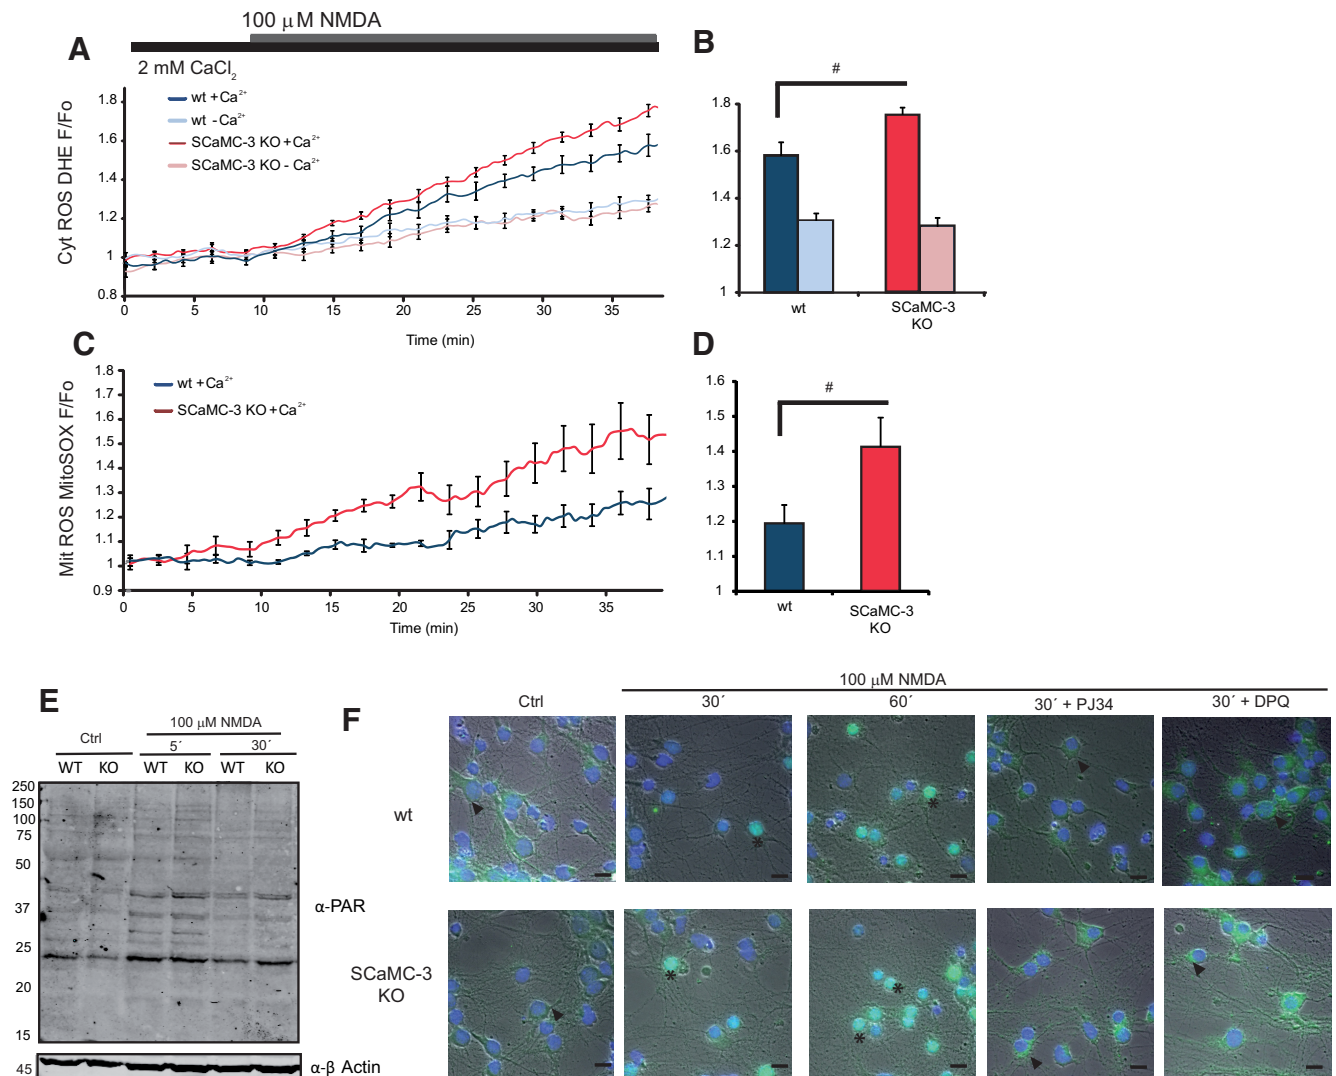 100 μM NMDA
A
2 mM CaCl2
Cyt ROS DHE F/Fo
1.8
1.6
1.4
1.2
1
0.8
wt +Ca2+
wt -Ca2+
SCaMC-3 KO +Ca2+
SCaMC-3 KO - Ca2+
0 5 10 15 20 25 30 35
Time (min)
B
#
1.8
1.6
1.4
1.2
1
wt
SCaMC-3
KO
C
Mit ROS MitoSOX F/Fo
1.8
1.7
1.6
1.5
1.4
1.3
1.2
1.1
1
0.9
wt +Ca2+
SCaMC-3 KO +Ca2+
0 5 10 15 20 25 30 35
Time (min)
D
#
1.6
1.5
1.4
1.3
1.2
1.1
1
wt
SCaMC-3
KO
E
100 μM NMDA
Ctrl 5´ 30´
WT KO WT KO WT KO
250
150
100
75
50
37
25
20
15
α-PAR
45
α-β Actin
F
100 μM NMDA
Ctrl 30´ 60´ 30´ + PJ34 30´ + DPQ
wt
*
*
SCaMC-3
KO
*
*
*